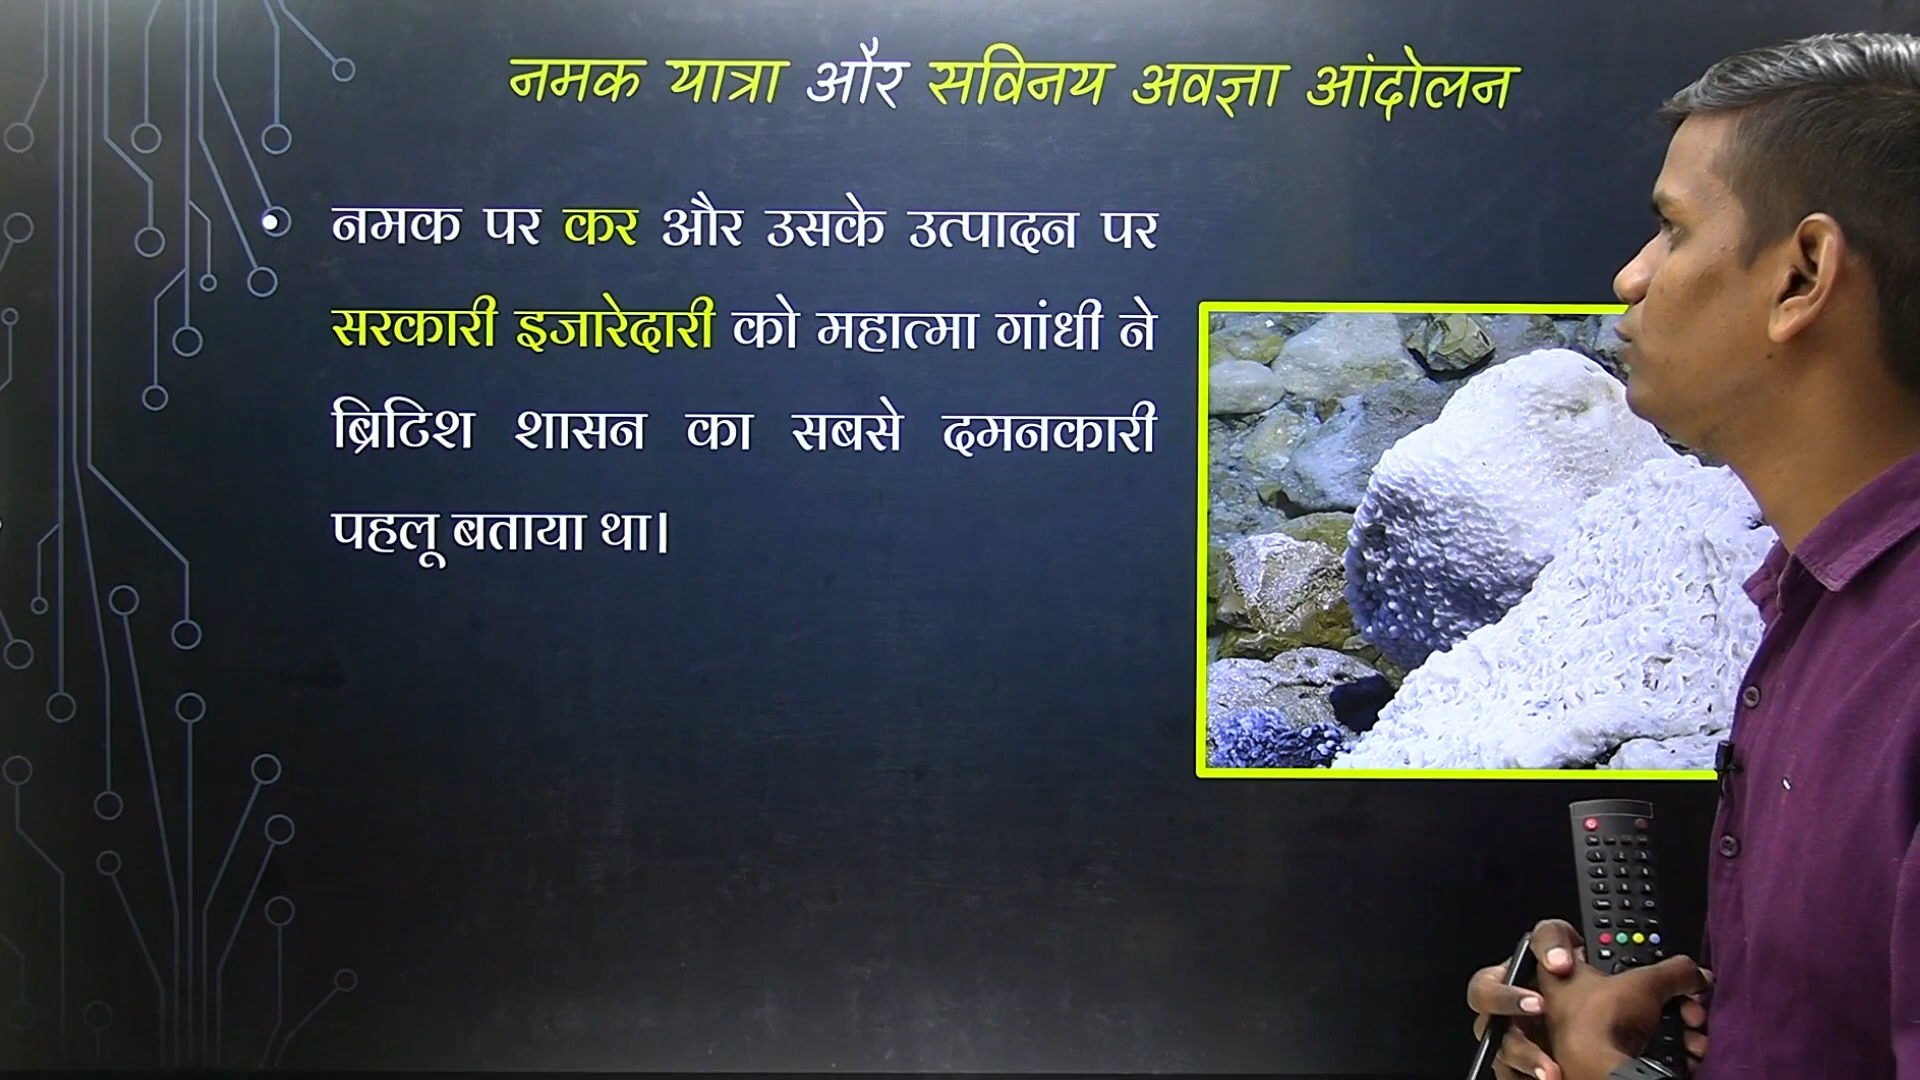 नमक यात्रा और सविनय अवज्ञा आंदोलन
• नमक पर कर और उसके उत्पादन पर
सरकारी इजारेदारी को महात्मा गांधी ने
ब्रिटिश शासन का सबसे दमनकारी
पहलू बताया था।